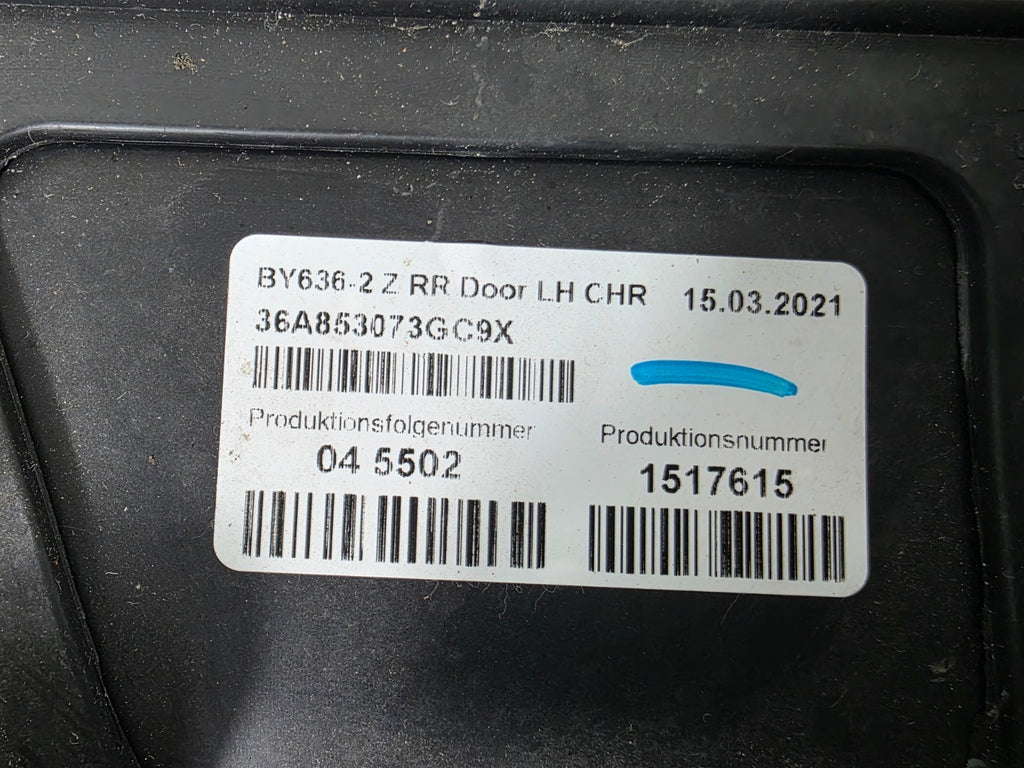 BY636-2 Z RR Door LH CHR 15.03.2021
36A853073GC9X
Produktionsfolgenummer Produktionsnummer
04 5502 1517615